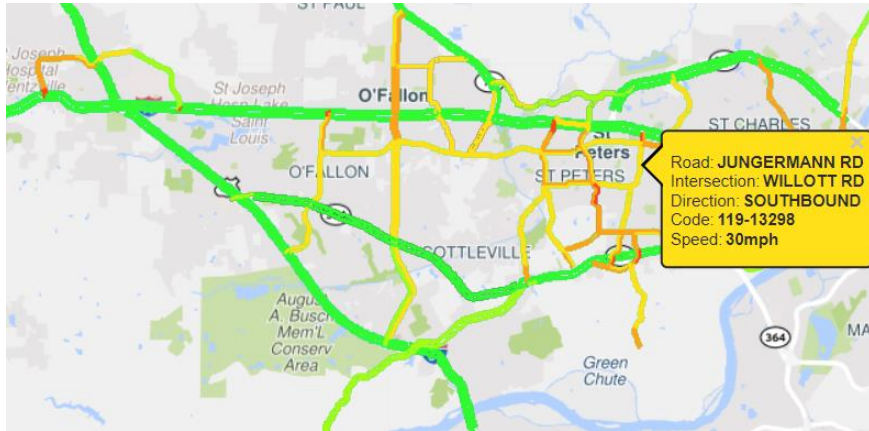 ST PAUL
St Joseph
Hospital
Wentzville
St Joseph
Hosp-Lake
Saint
Louis
O'Fallon
ST CHARLES
St
Peters
O'FALLON
ST PETERS
COTTLEVILLE
August
A. Busch
Mem'l
Conserv
Area
Green
Chute
364
MA
×
Road: JUNGERMANN RD
Intersection: WILLOTT RD
Direction: SOUTHBOUND
Code: 119-13298
Speed: 30mph